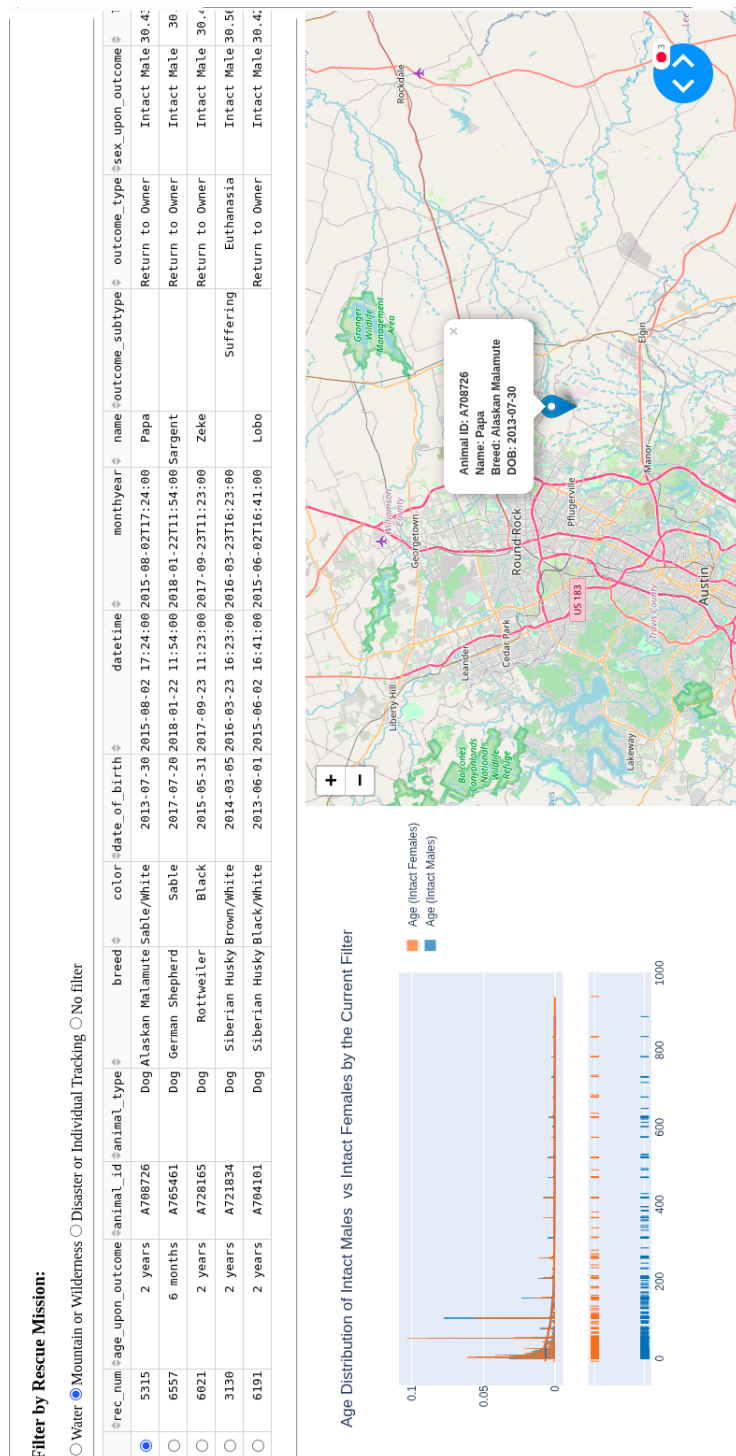 Filter by Rescue Mission:
Water Mountain or Wilderness Disaster or Individual Tracking No filter
rec_num age_upon_outcome animal_id animal_type breed color date_of_birth datetime monthyear name outcome_subtype outcome_type sex_upon_outcome
5315 2 years A708726 Dog Alaskan Malamute Sable/White 2013-07-30 2015-08-02 17:24:00 2015-08-02T17:24:00 Papa Return to Owner Intact Male
6557 6 months A765461 Dog German Shepherd Sable 2017-07-20 2018-01-22 11:54:00 2018-01-22T11:54:00 Sargent Return to Owner Intact Male 30.
6021 2 years A728165 Dog Rottweiler Black 2015-05-31 2017-09-23 11:23:00 2017-09-23T11:23:00 Zeke Return to Owner Intact Male
3130 2 years A721834 Dog Siberian Husky Brown/White 2014-03-05 2016-03-23 16:23:00 2016-03-23T16:23:00 Suffering Euthanasia Intact Male
6191 2 years A704101 Dog Siberian Husky Black/White 2013-06-01 2015-06-02 16:41:00 2015-06-02T16:41:00 Lobo Return to Owner Intact Male
Age Distribution of Intact Males vs Intact Females by the Current Filter
Age (Intact Females)
Age (Intact Males)
0.1
0.05
0
0 200 400 600 800 1000
+
−
Liberty Hill
Georgetown
Williamson
County
Granger
Wildlife
Management
Area
Rockdale
Leander
Cedar Park
Round Rock
Balcones
Canyonlands
National
Wildlife
Refuge
×
Animal ID: A708726
Name: Papa
Breed: Alaskan Malamute
DOB: 2013-07-30
US 183
Pflugerville
Lakeway
Travis County
Manor
Elgin
Austin
3